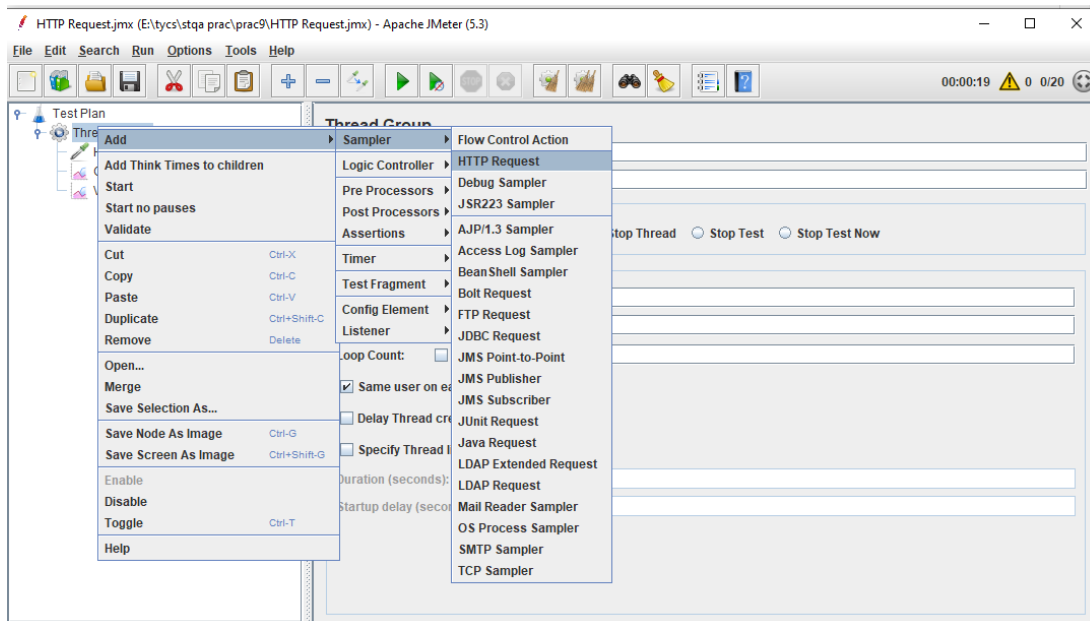 HTTP Request.jmx (E:\tycs\stqa prac\prac9\HTTP Request.jmx) - Apache JMeter (5.3)
File Edit Search Run Options Tools Help
00:00:19 0 0/20
Test Plan
Thread Group
Add
Add Think Times to children
Start
Start no pauses
Validate
Cut Ctrl-X
Copy Ctrl-C
Paste Ctrl-V
Duplicate Ctrl+Shift-C
Remove Delete
Open...
Merge
Save Selection As...
Save Node As Image Ctrl-G
Save Screen As Image Ctrl+Shift-G
Enable
Disable
Toggle Ctrl-T
Help
Sampler
Logic Controller
Pre Processors
Post Processors
Assertions
Timer
Test Fragment
Config Element
Listener
Flow Control Action
HTTP Request
Debug Sampler
JSR223 Sampler
AJP/1.3 Sampler
Access Log Sampler
BeanShell Sampler
Bolt Request
FTP Request
JDBC Request
JMS Point-to-Point
JMS Publisher
JMS Subscriber
JUnit Request
Java Request
LDAP Extended Request
LDAP Request
Mail Reader Sampler
OS Process Sampler
SMTP Sampler
TCP Sampler
Stop Thread Stop Test Stop Test Now
Loop Count:
Same user on ea
Delay Thread cre
Specify Thread l
Duration (seconds):
Startup delay (secon